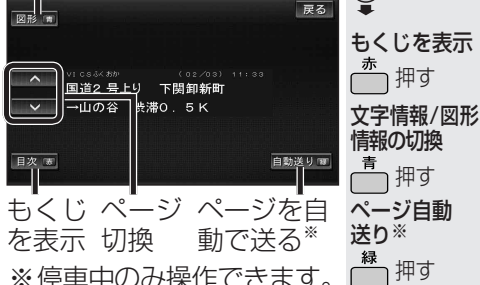 図形 青
戻る
VICSふくおか (02/03) 11:33
国道2号上り 下関卸新町
→山の谷 渋滞0.5K
目次 赤
自動送り 緑
もくじを表示
ページ切換
ページを自動で送る※
※停車中のみ操作できます。
もくじを表示
赤
押す
文字情報/図形
情報の切換
青
押す
ページ自動
送り※
緑
押す